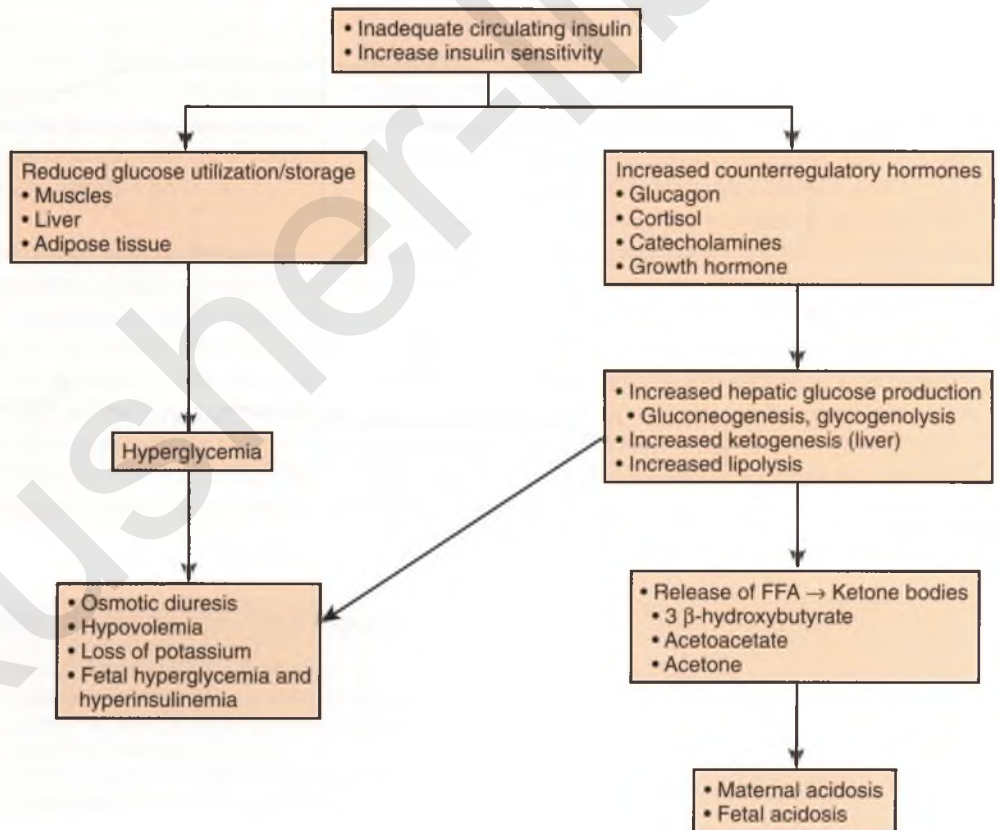 • Inadequate circulating insulin
• Increase insulin sensitivity
Reduced glucose utilization/storage
• Muscles
• Liver
• Adipose tissue
Increased counterregulatory hormones
• Glucagon
• Cortisol
• Catecholamines
• Growth hormone
Hyperglycemia
• Increased hepatic glucose production
• Gluconeogenesis, glycogenolysis
• Increased ketogenesis (liver)
• Increased lipolysis
• Osmotic diuresis
• Hypovolemia
• Loss of potassium
• Fetal hyperglycemia and
hyperinsulinemia
• Release of FFA → Ketone bodies
• 3 β-hydroxybutyrate
• Acetoacetate
• Acetone
• Maternal acidosis
• Fetal acidosis